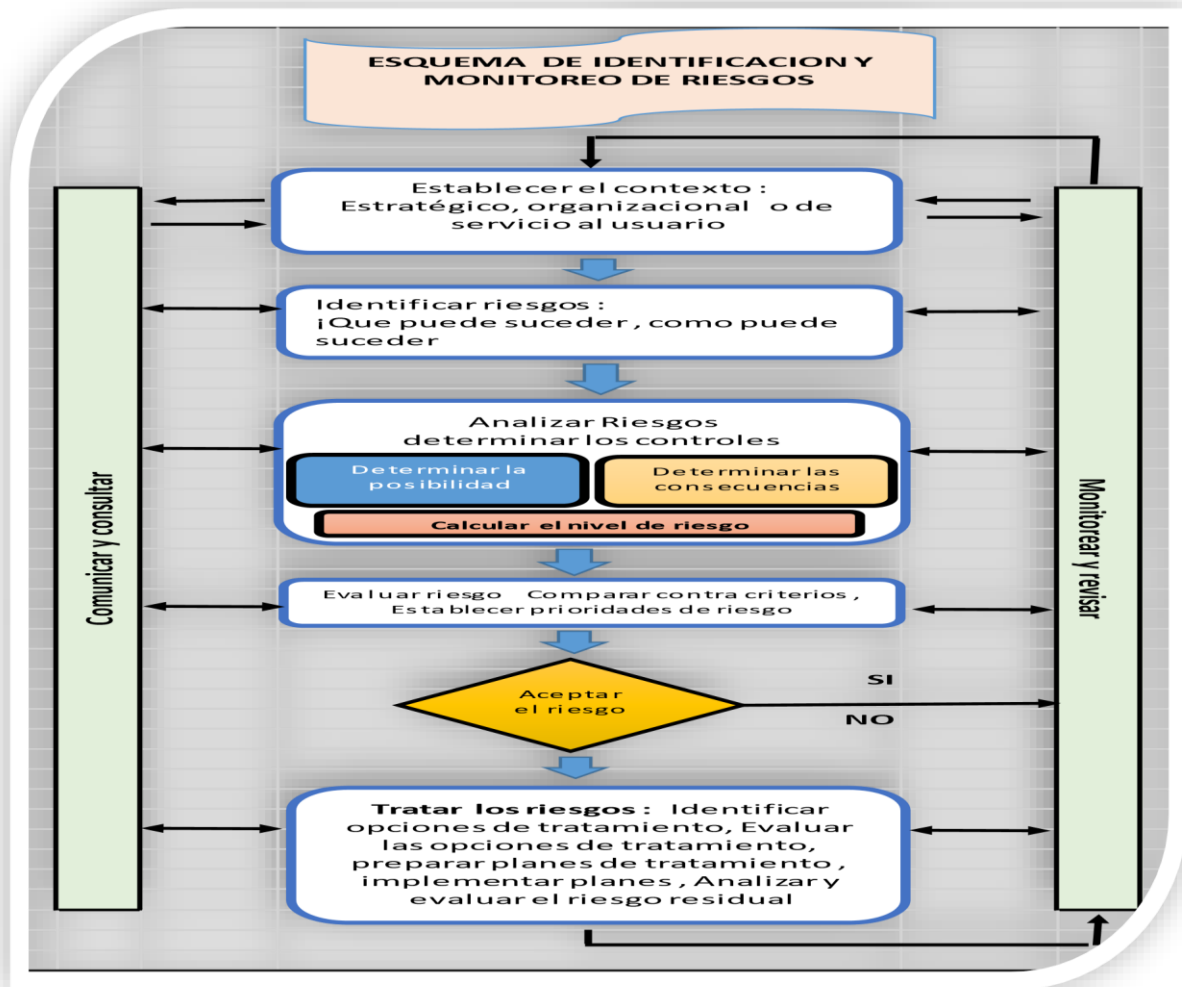 ESQUEMA DE IDENTIFICACION Y
MONITOREO DE RIESGOS
Establecer el contexto :
Estratégico, organizacional o de
servicio al usuario
Identificar riesgos :
¡Que puede suceder , como puede
suceder
Analizar Riesgos
determinar los controles
Determinar la
posibilidad
Determinar las
consecuencias
Calcular el nivel de riesgo
Evaluar riesgo Comparar contra criterios ,
Establecer prioridades de riesgo
Aceptar
el riesgo
SI
NO
Tratar los riesgos : Identificar
opciones de tratamiento, Evaluar
las opciones de tratamiento,
preparar planes de tratamiento ,
implementar planes , Analizar y
evaluar el riesgo residual
Comunicar y consultar
Monitorear y revisar